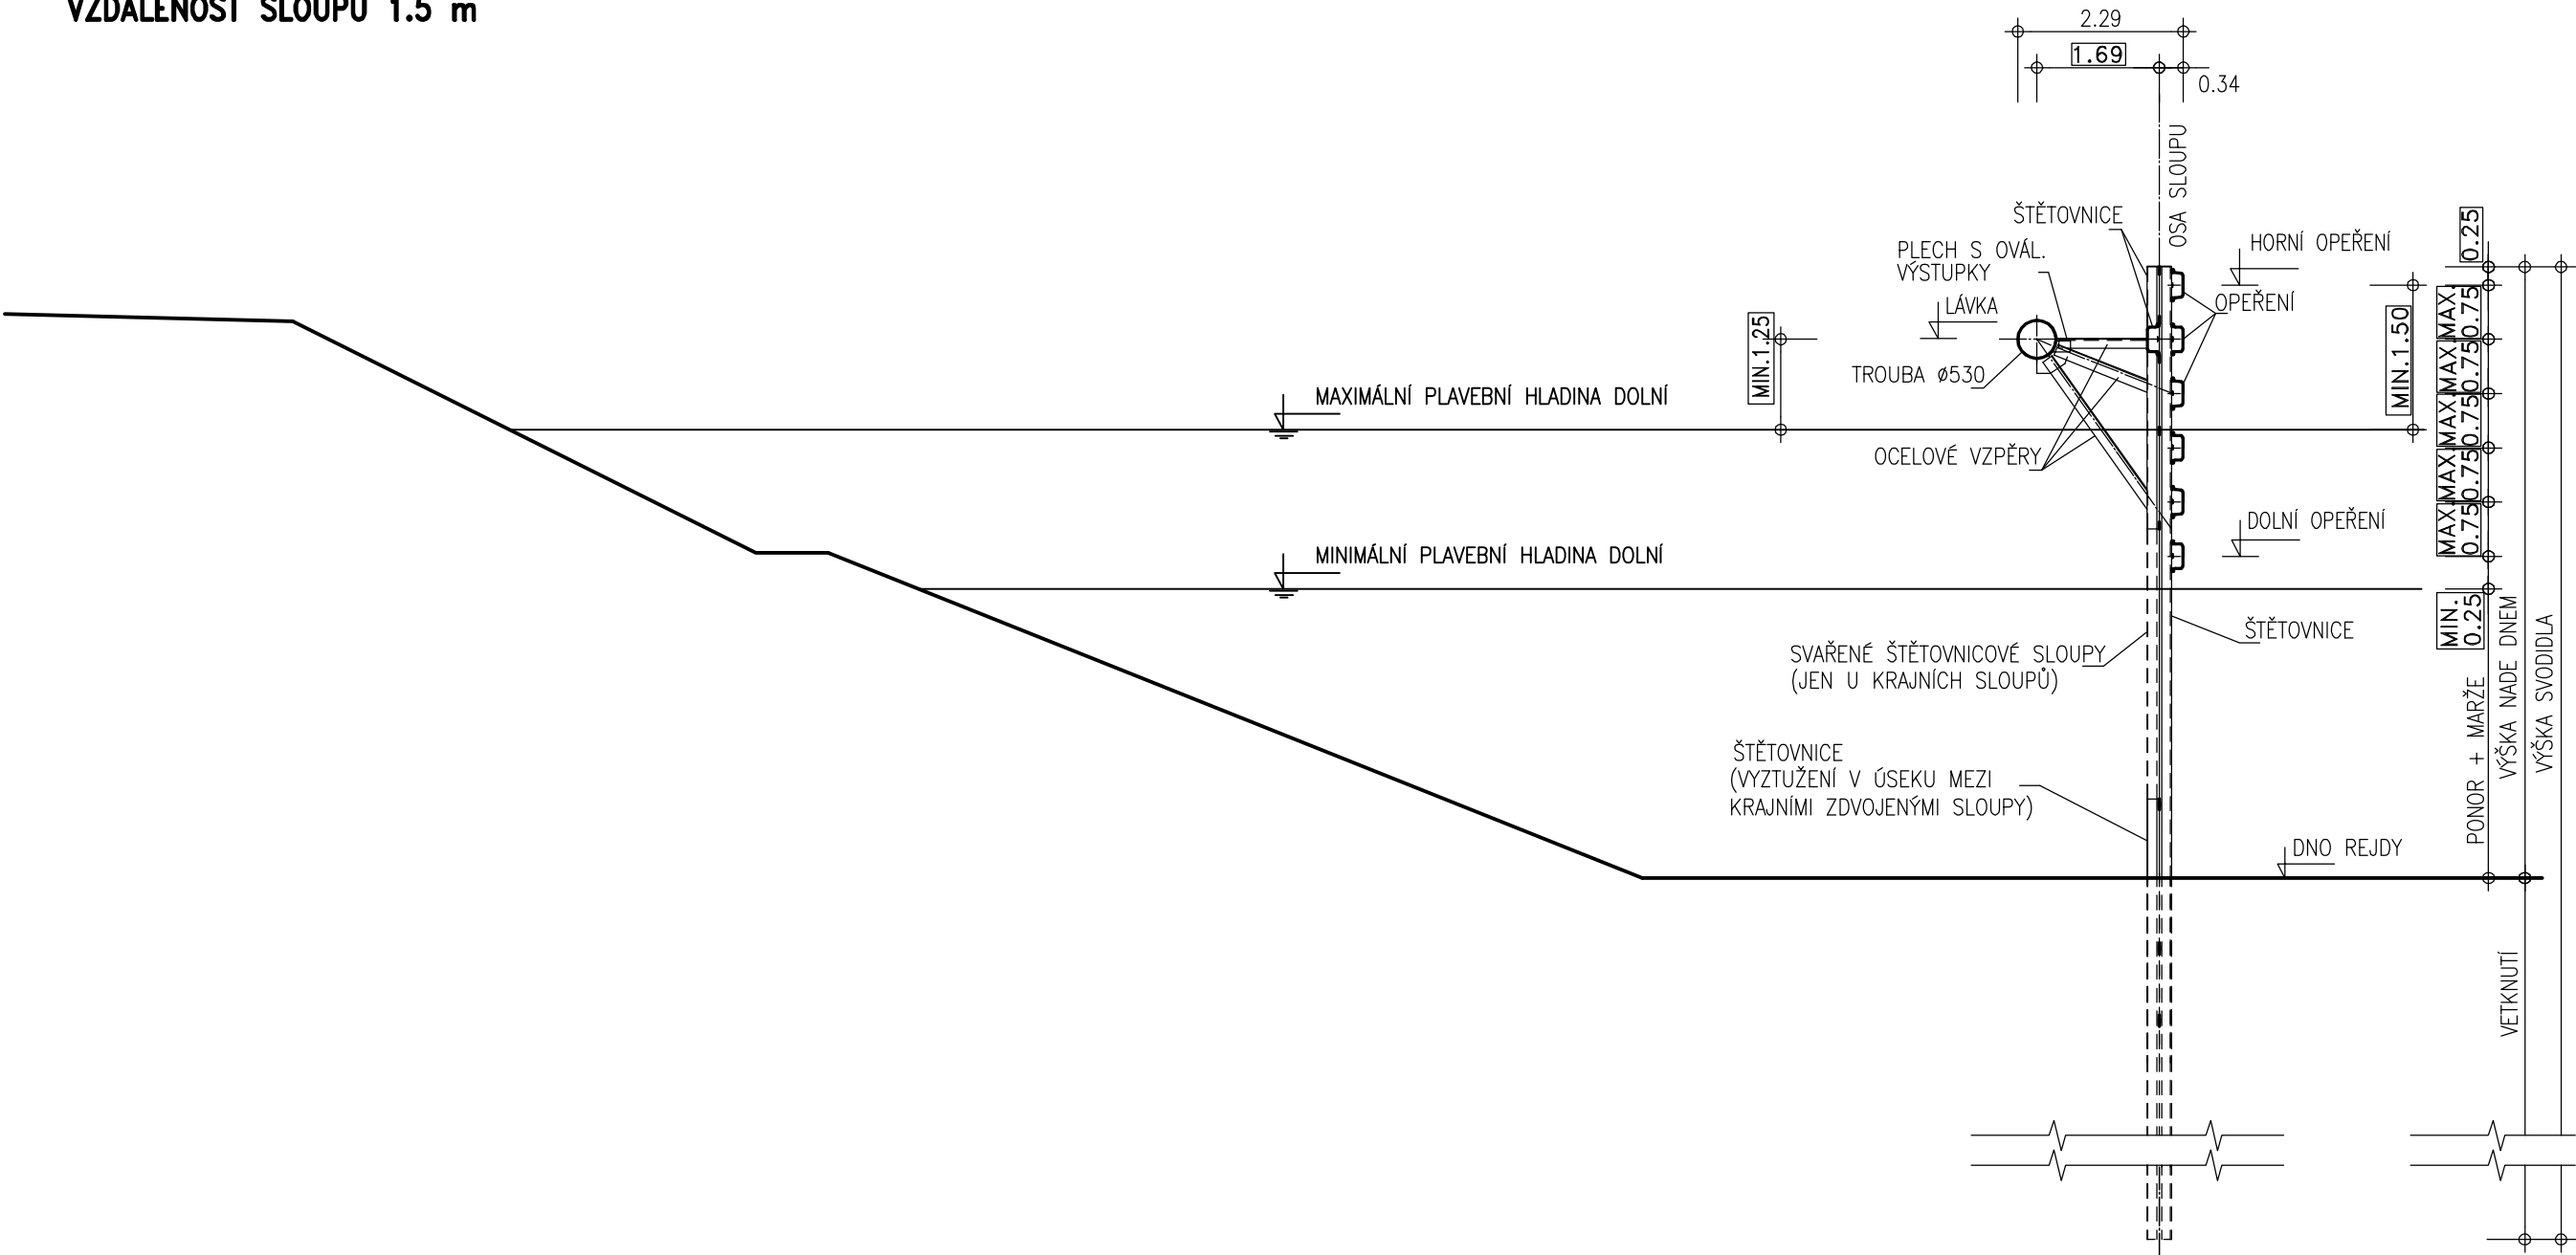 VZDÁLENOST SLOUPŮ 1.5 m
2.29
1.69
0.34
OSA SLOUPU
ŠTĚTOVNICE
PLECH S OVÁL.
VÝSTUPKY
LÁVKA
TROUBA ø530
HORNÍ OPEŘENÍ
OPEŘENÍ
0.25
MAX.
0.75
MAX.
0.75
MAX.
0.75
MAX.
0.75
MAX.
0.75
MIN.1.50
MIN.1.25
MAXIMÁLNÍ PLAVEBNÍ HLADINA DOLNÍ
OCELOVÉ VZPĚRY
DOLNÍ OPEŘENÍ
MINIMÁLNÍ PLAVEBNÍ HLADINA DOLNÍ
MIN.
0.25
ŠTĚTOVNICE
SVAŘENÉ ŠTĚTOVNICOVÉ SLOUPY
(JEN U KRAJNÍCH SLOUPŮ)
ŠTĚTOVNICE
(VYZTUŽENÍ V ÚSEKU MEZI
KRAJNÍMI ZDVOJENÝMI SLOUPY)
DNO REJDY
PONOR + MARŽE
VÝŠKA NADE DNEM
VÝŠKA SVODIDLA
VETKNUTÍ